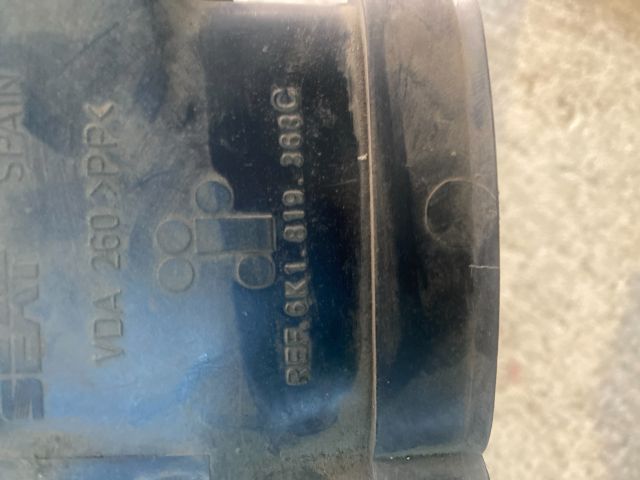 SEAT SPAIN
VDA 260 >PP<
REF. 6K1.819.368C